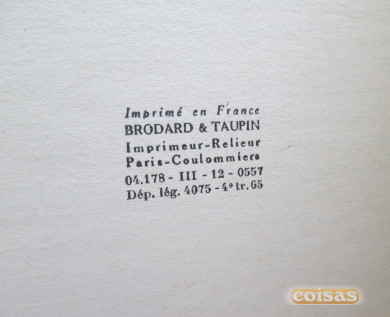 Imprimé en France
BRODARD & TAUPIN
Imprimeur-Relieur
Paris-Coulommiers
04.178 - III - 12 - 0557
Dép. lég. 4075 - 4e tr. 65
coisas